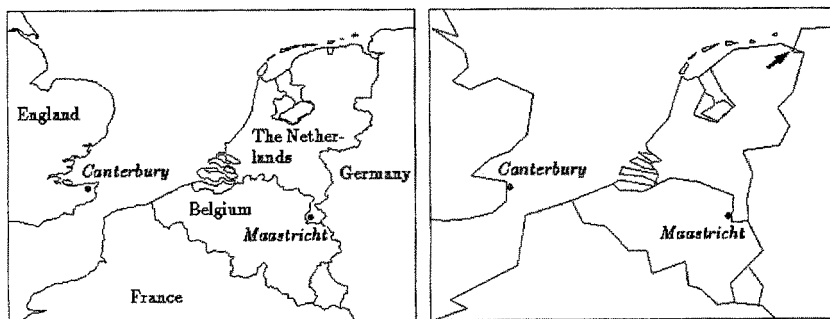 England
The Nether-
lands
Canterbury
Germany
Belgium
Maastricht
France
Canterbury
Maastricht